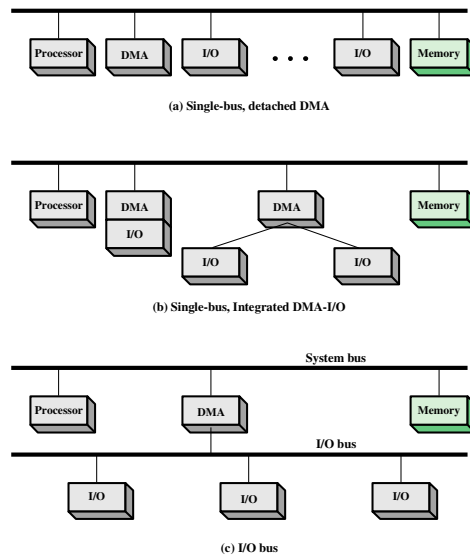 Processor DMA I/O I/O Memory
(a) Single-bus, detached DMA
Processor DMA DMA Memory
I/O
I/O I/O
(b) Single-bus, Integrated DMA-I/O
System bus
Processor DMA Memory
I/O bus
I/O I/O I/O
(c) I/O bus